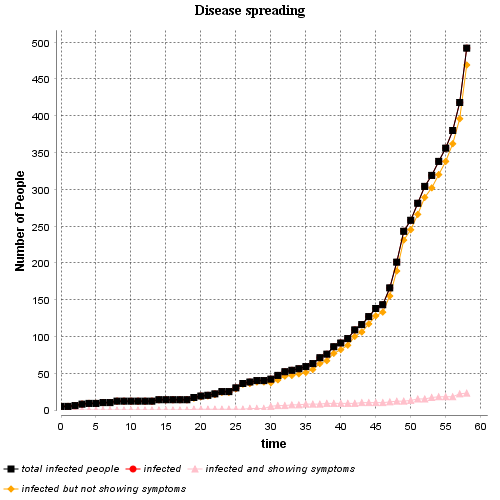 Disease spreading
Number of People
500
450
400
350
300
250
200
150
100
50
0
0 5 10 15 20 25 30 35 40 45 50 55 60
time
total infected people infected infected and showing symptoms
infected but not showing symptoms